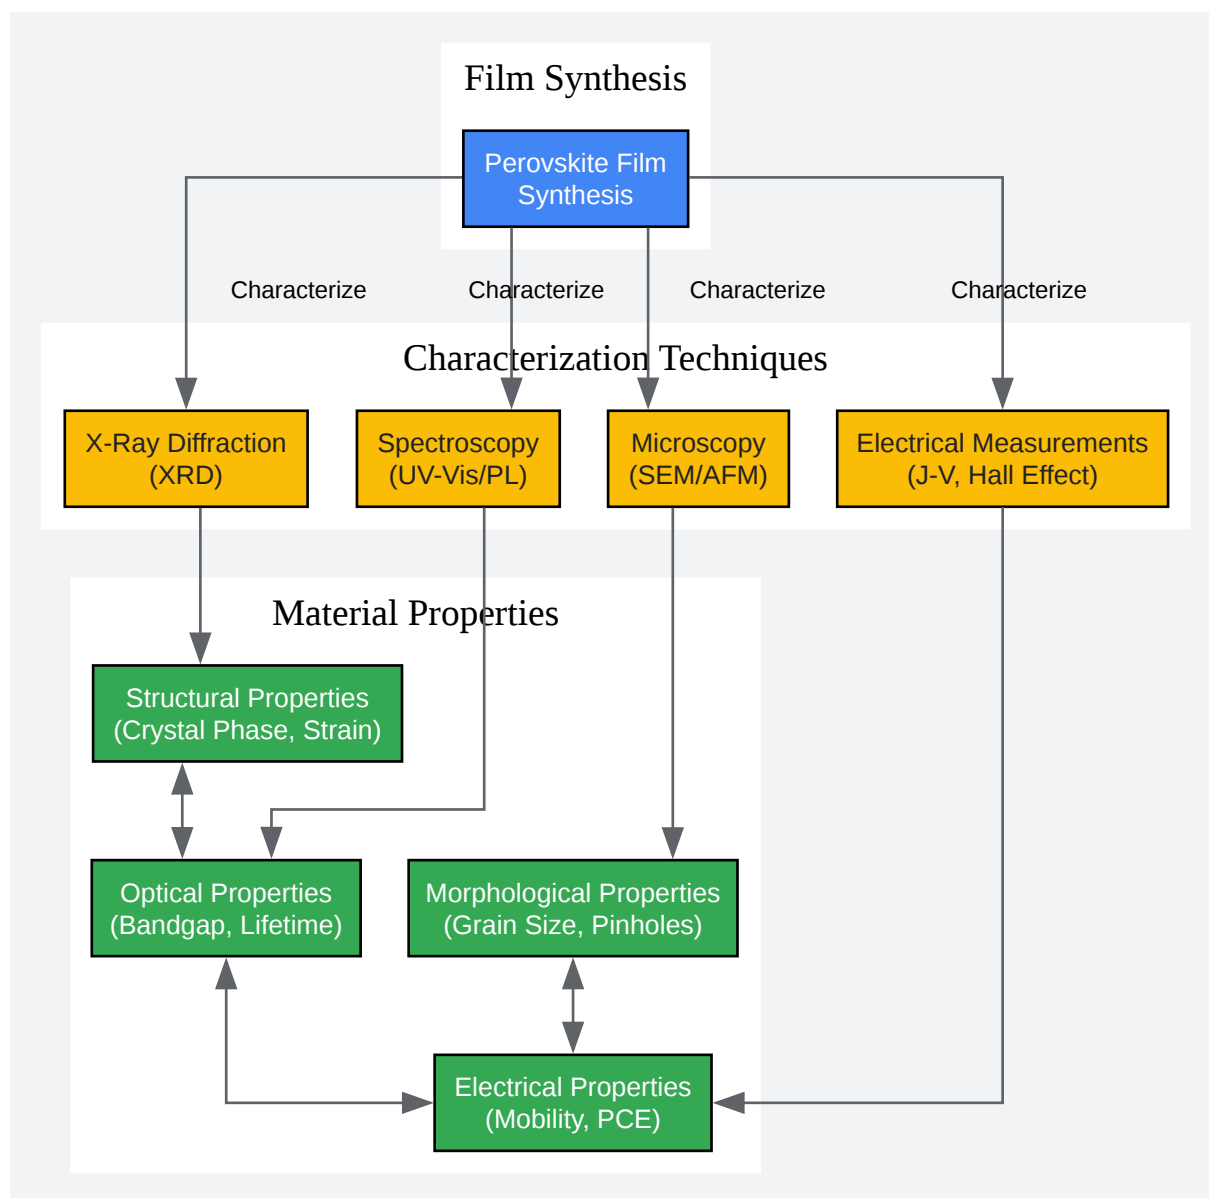 Film Synthesis
Perovskite Film
Synthesis
Characterize
Characterize
Characterize
Characterize
Characterization Techniques
X-Ray Diffraction
(XRD)
Spectroscopy
(UV-Vis/PL)
Microscopy
(SEM/AFM)
Electrical Measurements
(J-V, Hall Effect)
Material Properties
Structural Properties
(Crystal Phase, Strain)
Optical Properties
(Bandgap, Lifetime)
Morphological Properties
(Grain Size, Pinholes)
Electrical Properties
(Mobility, PCE)